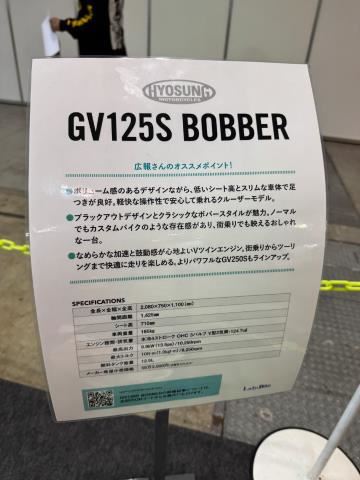 HYOSUNG
MOTORCYCLES
GV125S BOBBER
広報さんのオススメポイント!
●ボリューム感のあるデザインながら、低いシート高とスリムな車体で足
つきが良好。軽快な操作性で安心して乗れるクルーザーモデル。
●ブラックアウトデザインとクラシックなボバースタイルが魅力。ノーマル
でもカスタムバイクのような存在感があり、街乗りでも映えるおしゃれ
な一台。
●なめらかな加速と鼓動感が心地よいVツインエンジン。街乗りからツーリ
ングまで快適に走りを楽しめる。よりパワフルなGV250Sもラインアップ。
SPECIFICATIONS
全長×全幅×全高 2,080×750×1,100(㎜)
軸間距離 1,425㎜
シート高 710㎜
車両重量 165kg
エンジン種類・排気量 水冷4ストローク OHC 3バルブ V型2気筒・124.7㎤
最高出力
最大トルク
燃料タンク容量
メーカー希望小売価格